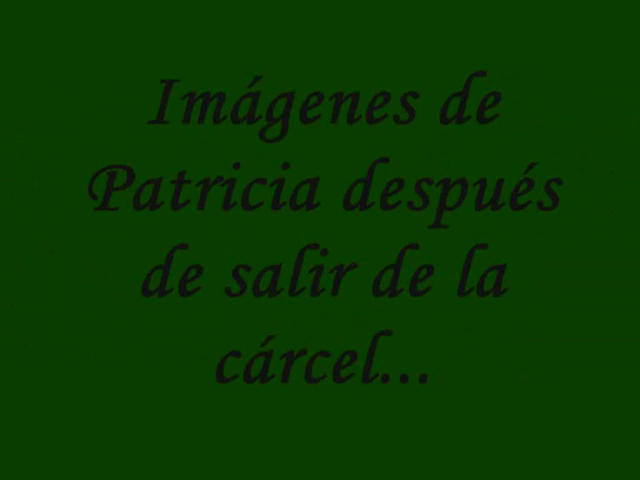 Imágenes de
Patricia después
de salir de la
cárcel...